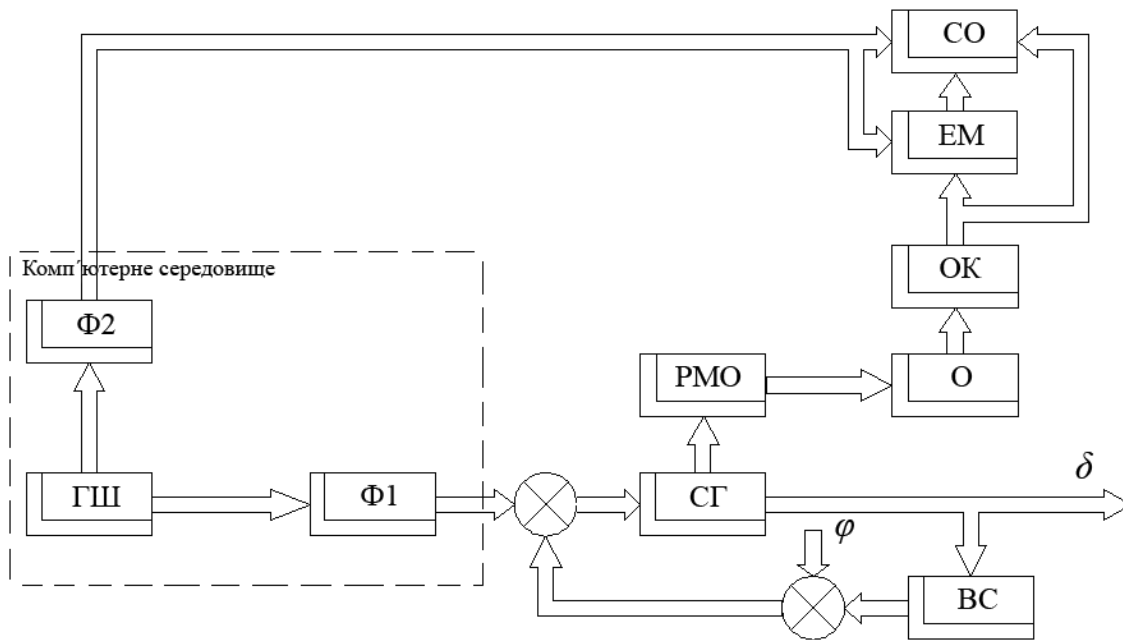 СО
ЕМ
ОК
Комп´ютерне середовище
Ф2
РМО
О
ГШ
Ф1
СГ
δ
φ
ВС